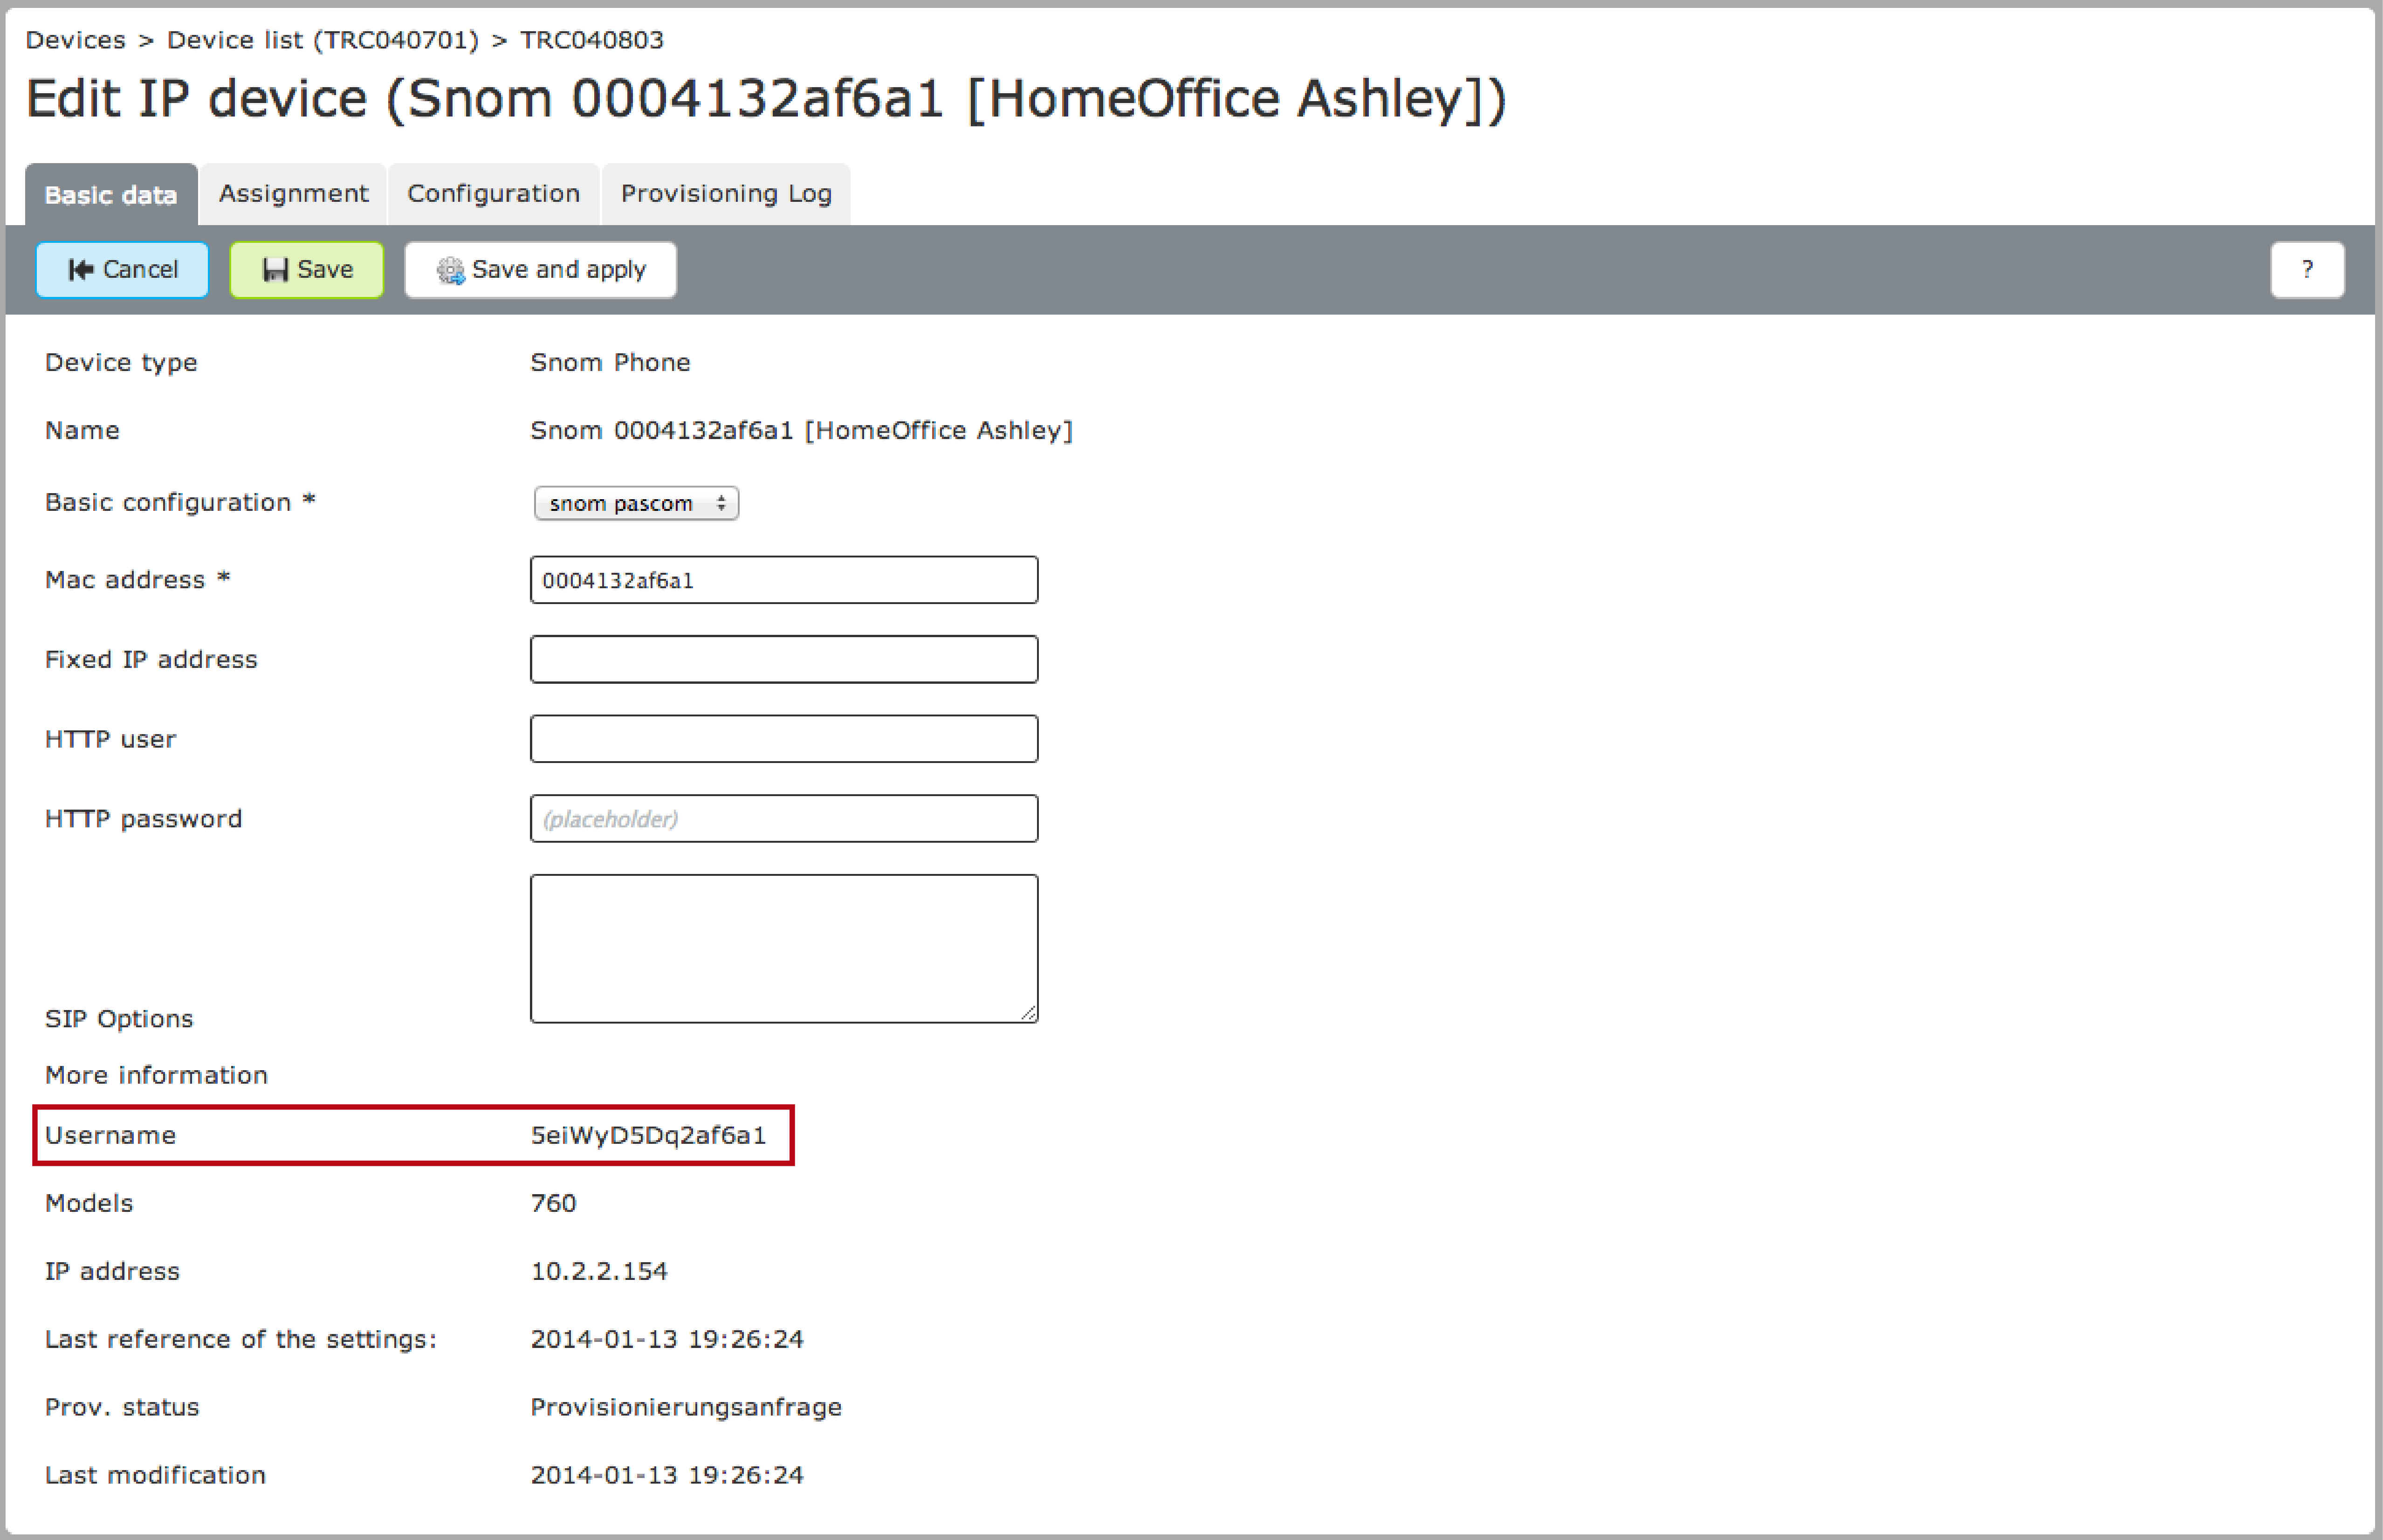 Devices > Device list (TRC040701) > TRC040803
Edit IP device (Snom 0004132af6a1 [HomeOffice Ashley])
Basic data Assignment Configuration Provisioning Log
Cancel Save Save and apply ?
Device type Snom Phone
Name Snom 0004132af6a1 [HomeOffice Ashley]
Basic configuration * snom pascom
Mac address * 0004132af6a1
Fixed IP address
HTTP user
HTTP password (placeholder)
SIP Options
More information
Username 5eiWyD5Dq2af6a1
Models 760
IP address 10.2.2.154
Last reference of the settings: 2014-01-13 19:26:24
Prov. status Provisionierungsanfrage
Last modification 2014-01-13 19:26:24